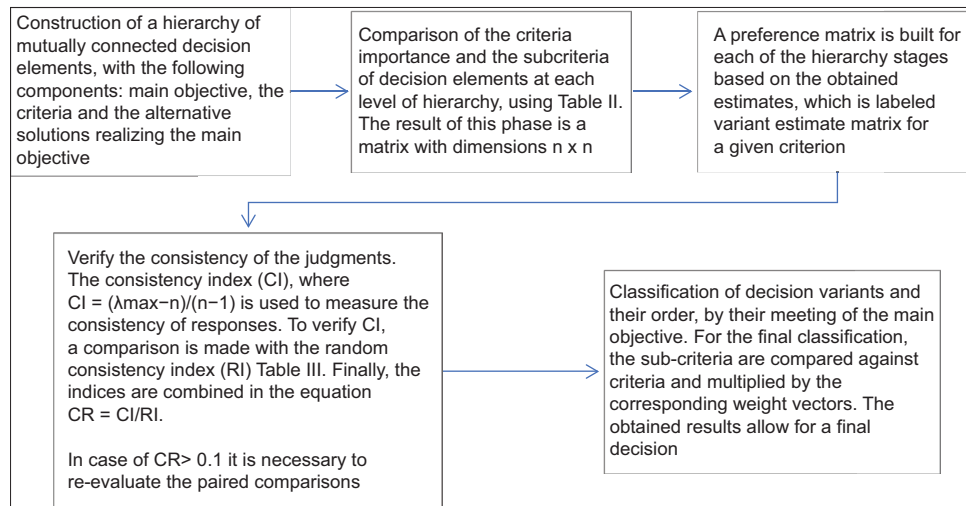 Construction of a hierarchy of
mutually connected decision
elements, with the following
components: main objective, the
criteria and the alternative
solutions realizing the main
objective
Comparison of the criteria
importance and the subcriteria
of decision elements at each
level of hierarchy, using Table II.
The result of this phase is a
matrix with dimensions n x n
A preference matrix is built for
each of the hierarchy stages
based on the obtained
estimates, which is labeled
variant estimate matrix for
a given criterion
Verify the consistency of the judgments.
The consistency index (CI), where
CI = (λmax−n)/(n−1) is used to measure the
consistency of responses. To verify CI,
a comparison is made with the random
consistency index (RI) Table III. Finally, the
indices are combined in the equation
CR = CI/RI.
In case of CR> 0.1 it is necessary to
re-evaluate the paired comparisons
Classification of decision variants and
their order, by their meeting of the main
objective. For the final classification,
the sub-criteria are compared against
criteria and multiplied by the
corresponding weight vectors. The
obtained results allow for a final
decision